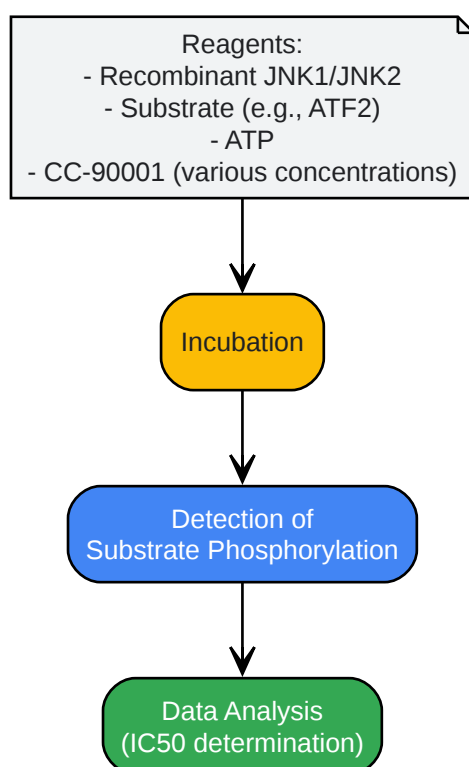 Reagents:
- Recombinant JNK1/JNK2
- Substrate (e.g., ATF2)
- ATP
- CC-90001 (various concentrations)
Incubation
Detection of
Substrate Phosphorylation
Data Analysis
(IC50 determination)